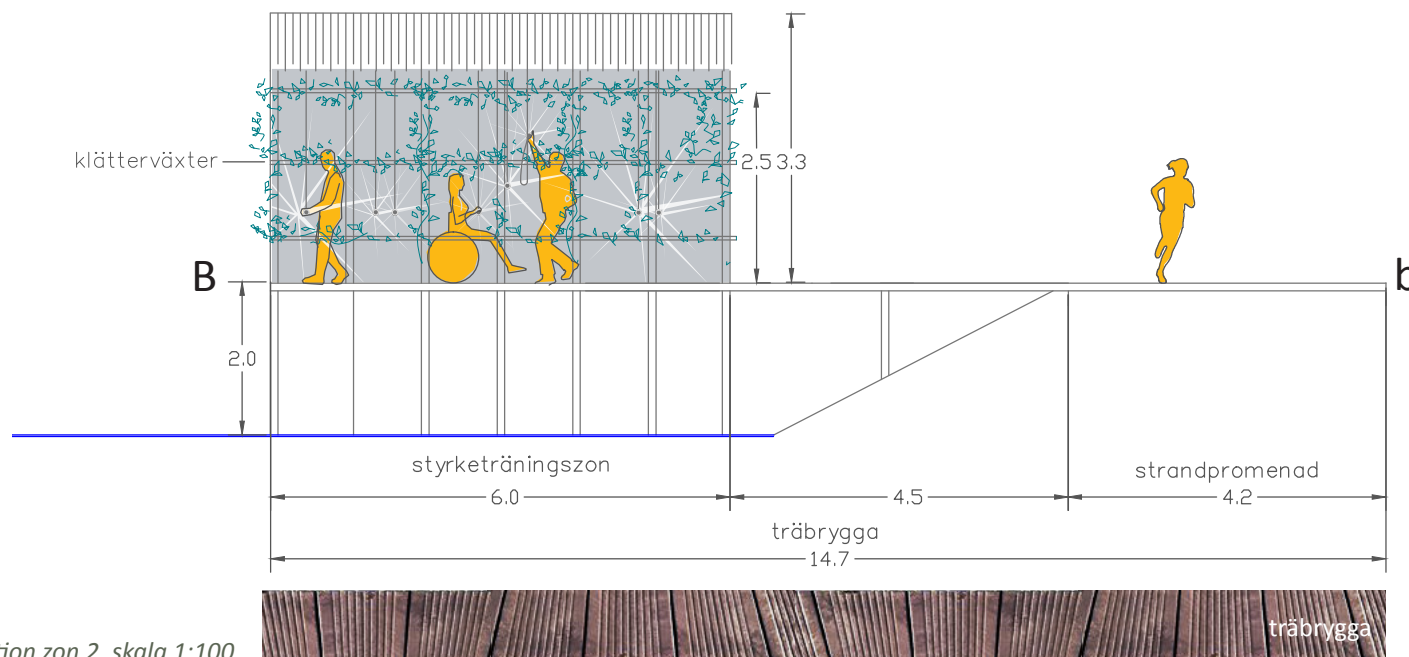 klätterväxter
2.5 3.3
B b
2.0
styrketräningszon
strandpromenad
6.0 4.5 4.2
träbrygga
14.7
träbrygga
zon 2, skala 1:100